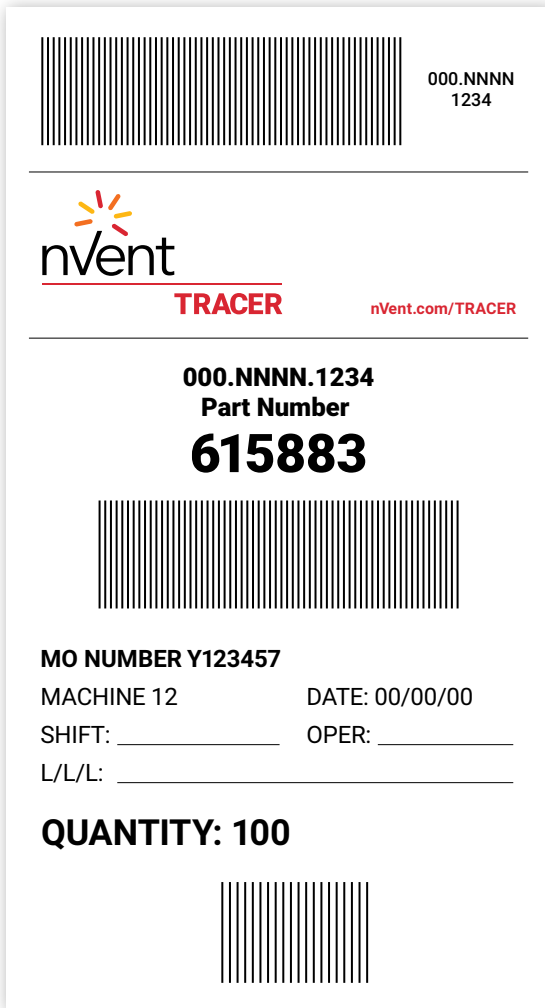 000.NNNN
1234
nVent
TRACER
nVent.com/TRACER
000.NNNN.1234
Part Number
615883
MO NUMBER Y123457
MACHINE 12 DATE: 00/00/00
SHIFT: OPER:
L/L/L:
QUANTITY: 100